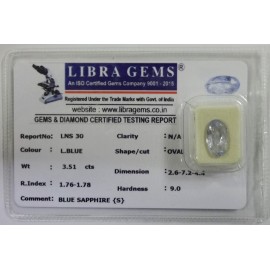 LIBRA GEMS
An ISO Certified Gems Company 9001 - 2015
Registered Under the Trade Mark with Govt. of India
website : www.libragems.co.in
GEMS & DIAMOND CERTIFIED TESTING REPORT
ReportNo: LNS 30 Clarity : N/A
Colour : L.BLUE Shape/cut : OVAL
Wt : 3.51 cts Dimension :
R.Index : 1.76-1.78 Hardness : 9.0
Comment : BLUE SAPPHIRE {S}